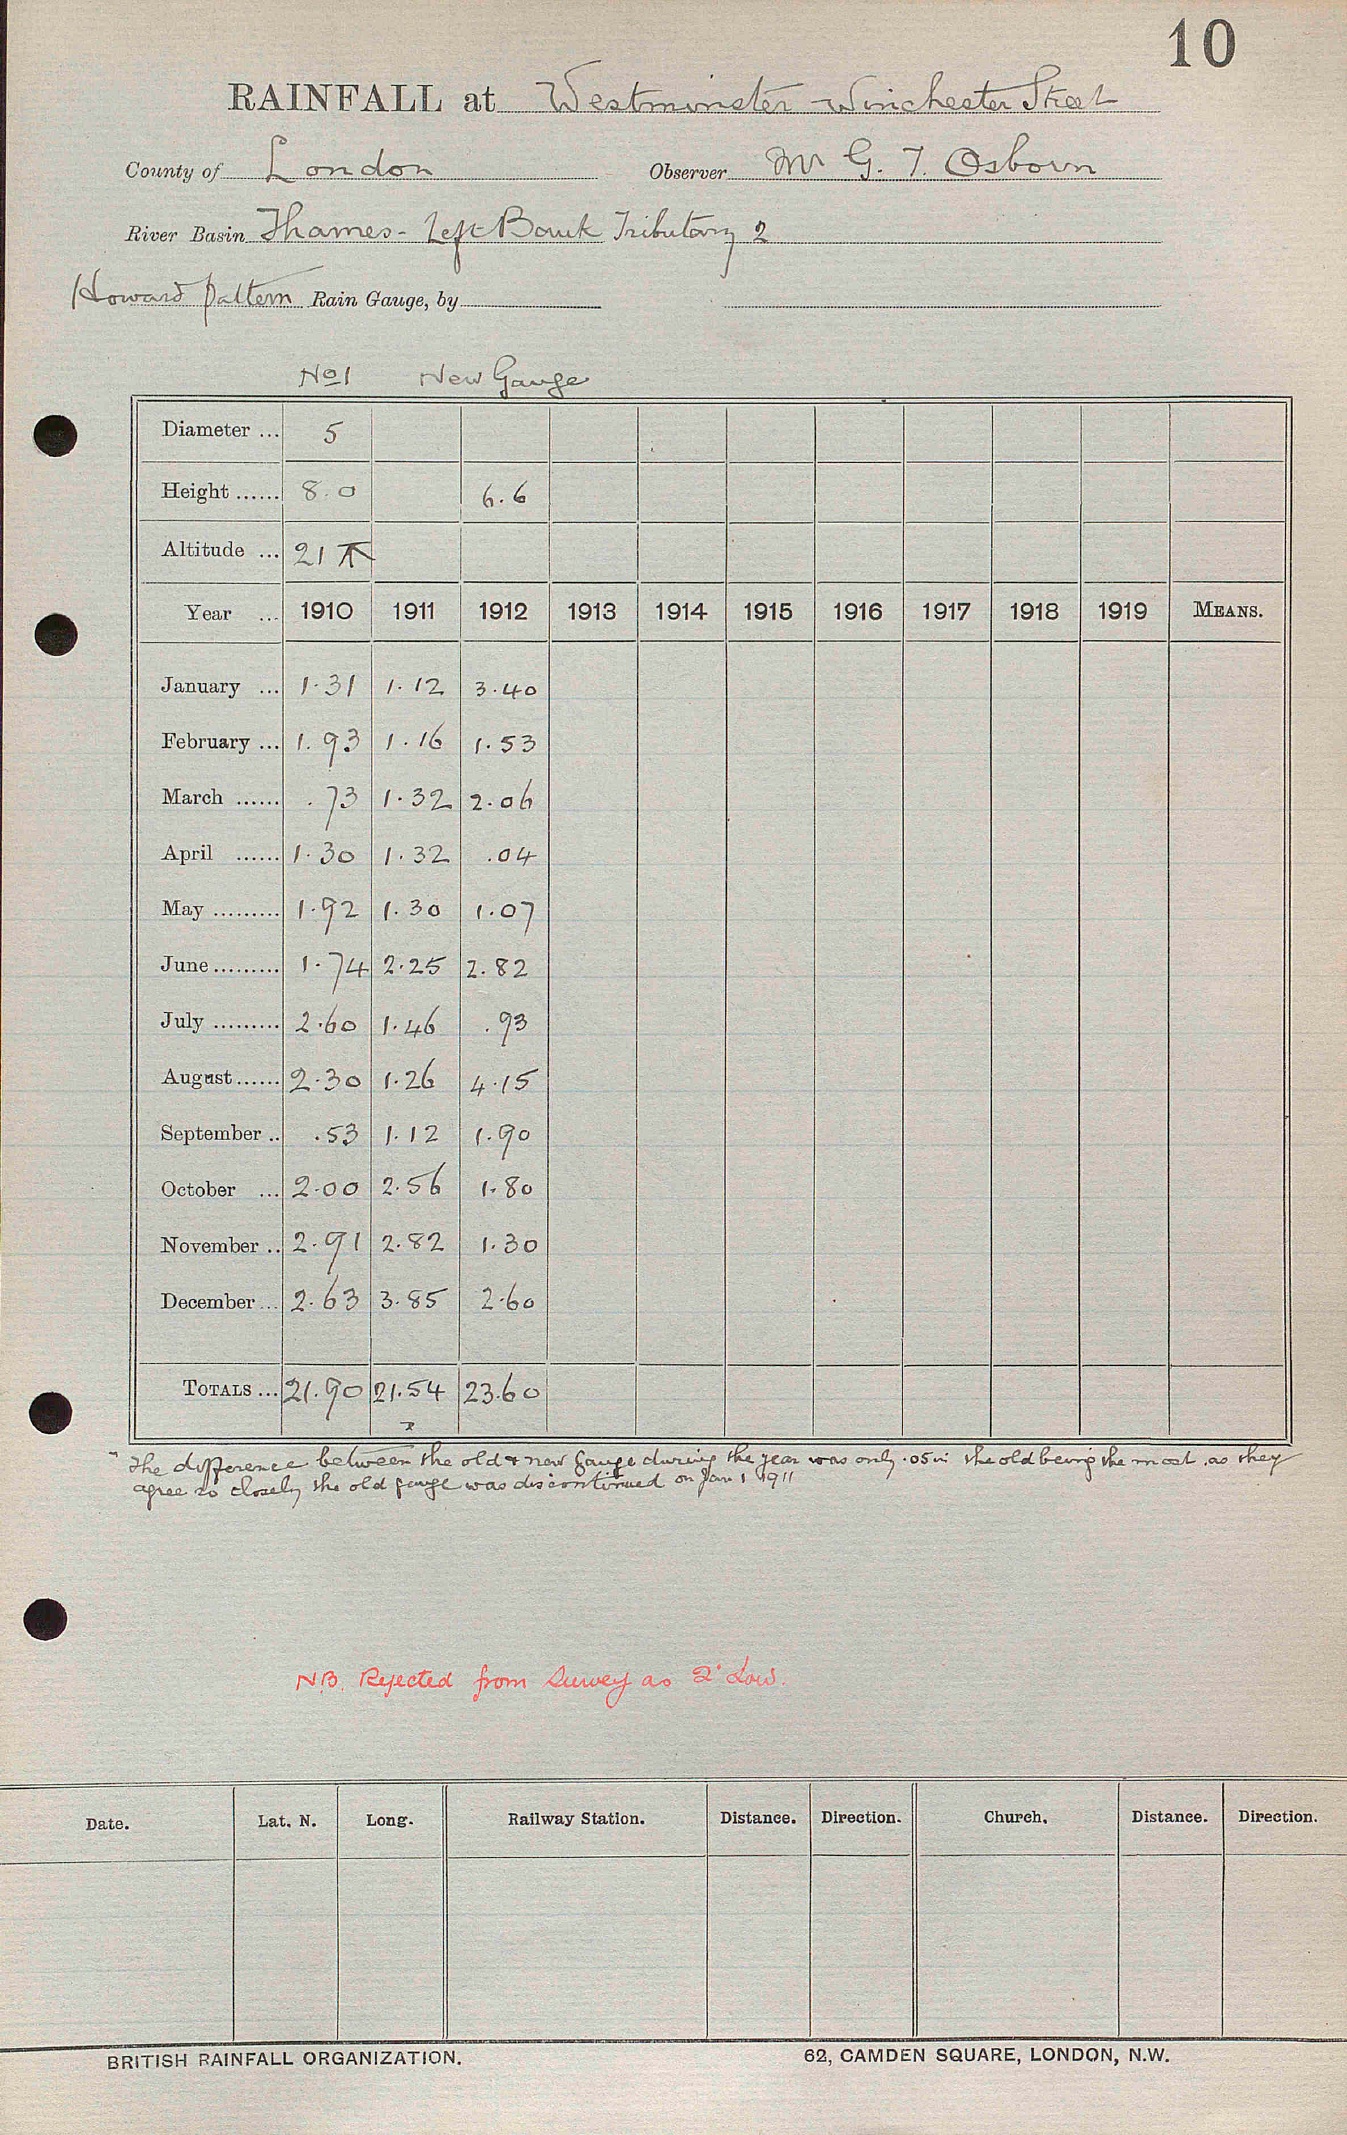 10
RAINFALL at Westminster - Winchester Street
County of London Observer Mr G. T. Osborn
River Basin Thames - Left Bank Tributary 2
Howard pattern Rain Gauge, by
No 1 New Gauge
Diameter ... 5
Height ...... 8.0 6.6
Altitude ... 21
Year ... 1910 1911 1912 1913 1914 1915 1916 1917 1918 1919 MEANS.
January ... 1.31 1.12 3.40
February ... 1.93 1.16 1.53
March ...... .73 1.32 2.06
April ...... 1.30 1.32 .04
May ......... 1.92 1.30 1.07
June ......... 1.74 2.25 2.82
July ......... 2.60 1.46 .93
August ...... 2.30 1.26 4.15
September .. .53 1.12 1.90
October ... 2.00 2.56 1.80
November .. 2.91 2.82 1.30
December ... 2.63 3.85 2.60
TOTALS ... 21.90 21.54 23.60
The difference between the old & new gauge during the year was only .05 in the old being the most as they
agree so closely the old gauge was discontinued on Jan 1 1911
N.B. Rejected from Survey as 2" Low.
Date. Lat. N. Long. Railway Station. Distance. Direction. Church. Distance. Direction.
BRITISH RAINFALL ORGANIZATION. 62, CAMDEN SQUARE, LONDON, N.W.